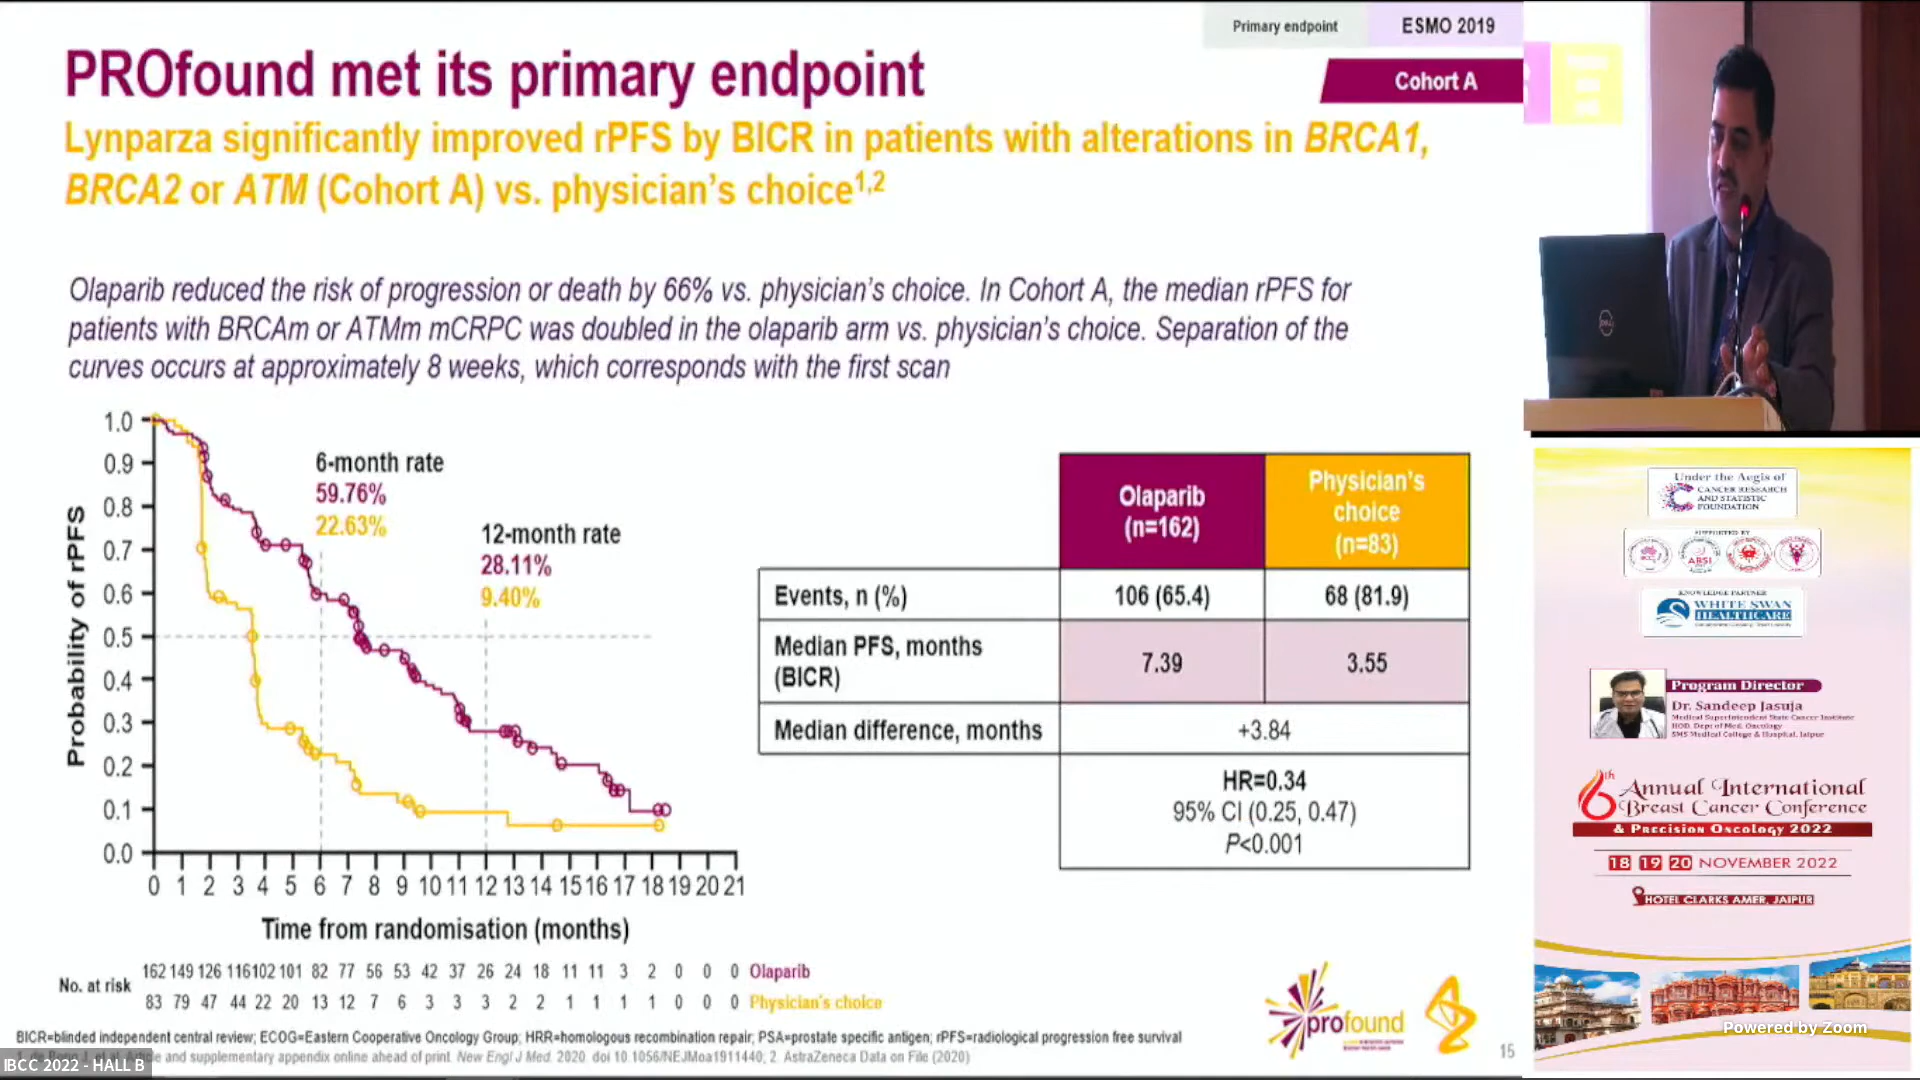 Primary endpoint
ESMO 2019
PROfound met its primary endpoint
Cohort A
Lynparza significantly improved rPFS by BICR in patients with alterations in BRCA1,
BRCA2 or ATM (Cohort A) vs. physician's choice1,2
Olaparib reduced the risk of progression or death by 66% vs. physician's choice. In Cohort A, the median rPFS for
patients with BRCAm or ATMm mCRPC was doubled in the olaparib arm vs. physician's choice. Separation of the
curves occurs at approximately 8 weeks, which corresponds with the first scan
Probability of rPFS
1.0
0.9
0.8
0.7
0.6
0.5
0.4
0.3
0.2
0.1
0.0
6-month rate
59.76%
22.63%
12-month rate
28.11%
9.40%
0 1 2 3 4 5 6 7 8 9 10 11 12 13 14 15 16 17 18 19 20 21
Time from randomisation (months)
No. at risk
162 149 126 116 102 101 82 77 56 53 42 37 26 24 18 11 11 3 2 0 0 0 Olaparib
83 79 47 44 22 20 13 12 7 6 3 3 3 2 2 1 1 1 1 0 0 0 Physician's choice
Olaparib
(n=162)
Physician's
choice
(n=83)
Events, n (%) 106 (65.4) 68 (81.9)
Median PFS, months
(BICR)
7.39 3.55
Median difference, months +3.84
HR=0.34
95% CI (0.25, 0.47)
P<0.001
profound
BICR=blinded independent central review; ECOG=Eastern Cooperative Oncology Group; HRR=homologous recombination repair; PSA=prostate specific antigen; rPFS=radiological progression free survival
and supplementary appendix online ahead of print. New Engl J Med. 2020. doi 10.1056/NEJMoa1911440; 2. AstraZeneca Data on File (2020)
15
IBCC 2022 - HALL B
DELL
Under the Aegis of
CANCER RESEARCH
AND STATISTIC
FOUNDATION
SUPPORTED BY
ABSI
KNOWLEDGE PARTNER
WHITE SWAN
HEALTHCARE
Program Director
Dr. Sandeep Jasuja
Medical Superintendent State Cancer Institute
HOD, Dep of Med. Oncology
SMS Medical College & Hospital, Jaipur
6th Annual International
Breast Cancer Conference
& Precision Oncology 2022
18 19 20 NOVEMBER 2022
HOTEL CLARKS AMER, JAIPUR
Powered by Zoom